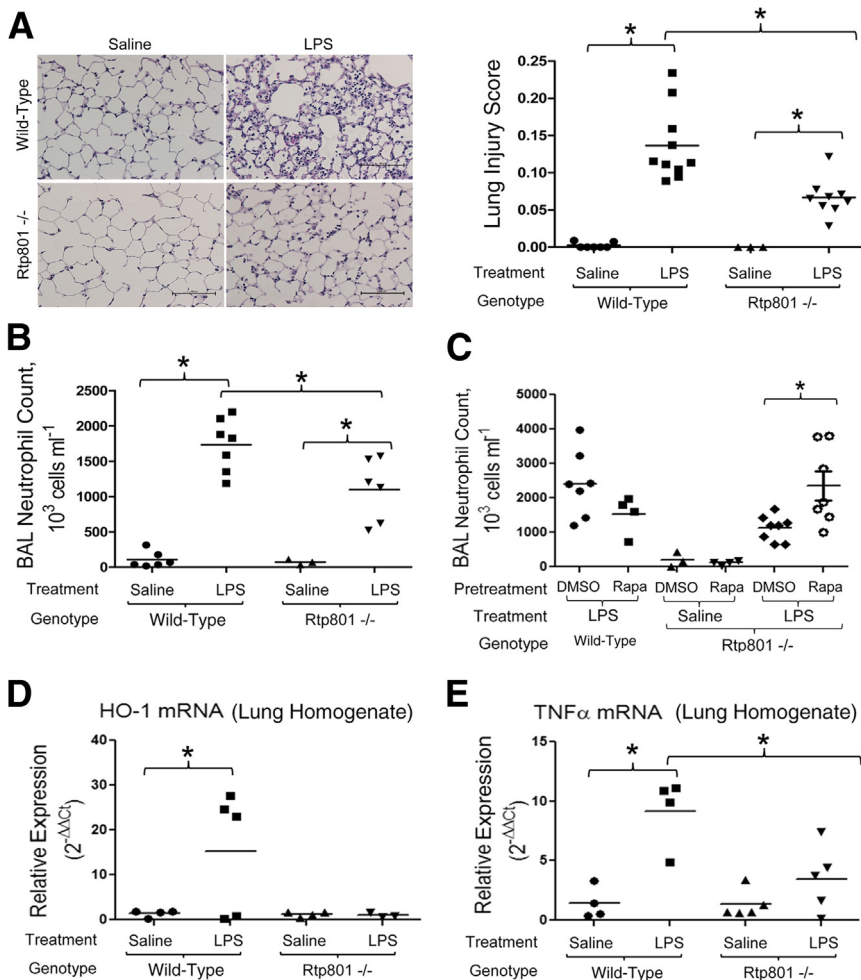 A
Saline LPS
Wild-Type
Rtp801 -/-
*
*
*
Lung Injury Score
0.25
0.20
0.15
0.10
0.05
0.00
Treatment Saline LPS Saline LPS
Genotype Wild-Type Rtp801 -/-
B
*
*
*
BAL Neutrophil Count,
10³ cells ml⁻¹
2500
2000
1500
1000
500
0
Treatment Saline LPS Saline LPS
Genotype Wild-Type Rtp801 -/-
C
*
BAL Neutrophil Count,
10³ cells ml⁻¹
5000
4000
3000
2000
1000
0
Pretreatment DMSO Rapa DMSO Rapa DMSO Rapa
Treatment LPS Saline LPS
Genotype Wild-Type Rtp801 -/-
D
HO-1 mRNA (Lung Homogenate)
*
Relative Expression
(2-ΔΔCt)
40
30
20
10
0
Treatment Saline LPS Saline LPS
Genotype Wild-Type Rtp801 -/-
E
TNFα mRNA (Lung Homogenate)
*
*
Relative Expression
(2-ΔΔCt)
15
10
5
0
Treatment Saline LPS Saline LPS
Genotype Wild-Type Rtp801 -/-